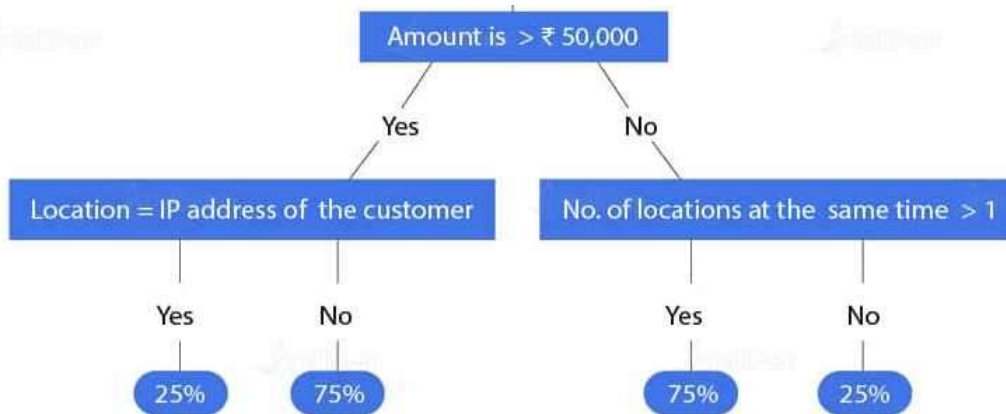 Amount is > ₹ 50,000
Yes
No
Location = IP address of the customer
No. of locations at the same time > 1
Yes
No
Yes
No
25%
75%
75%
25%